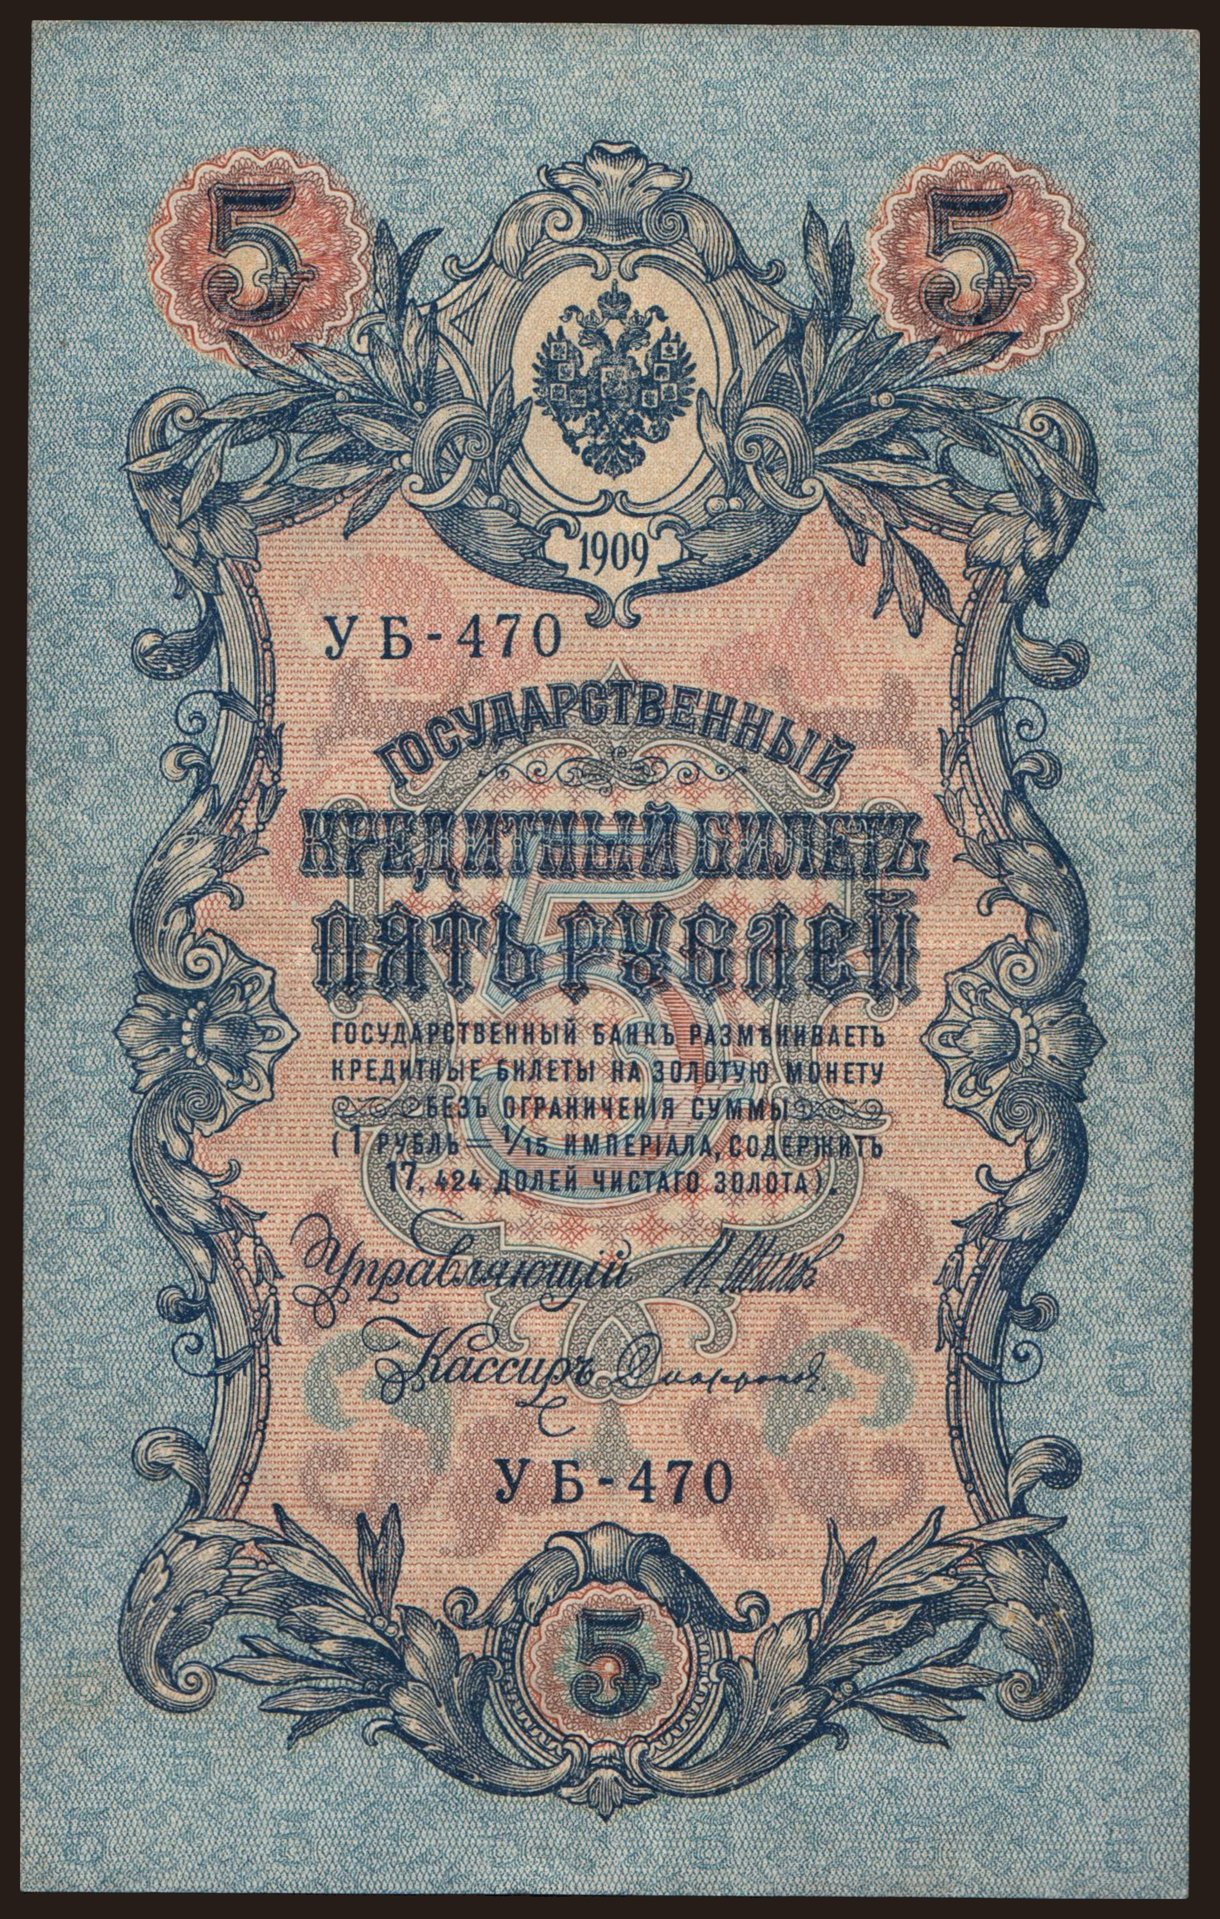 5 5
1909
УБ-470
ГОСУДАРСТВЕННЫЙ
КРЕДИТНЫЙ БИЛЕТЪ
ПЯТЬ РУБЛЕЙ
ГОСУДАРСТВЕННЫЙ БАНКЪ РАЗМѢНИВАЕТЪ
КРЕДИТНЫЕ БИЛЕТЫ НА ЗОЛОТУЮ МОНЕТУ
БЕЗЪ ОГРАНИЧЕНІЯ СУММЫ
(1 РУБЛЬ = 1/15 ИМПЕРІАЛА, СОДЕРЖИТЪ
17,424 ДОЛЕЙ ЧИСТАГО ЗОЛОТА).
Управляющій
Кассиръ
УБ-470
5